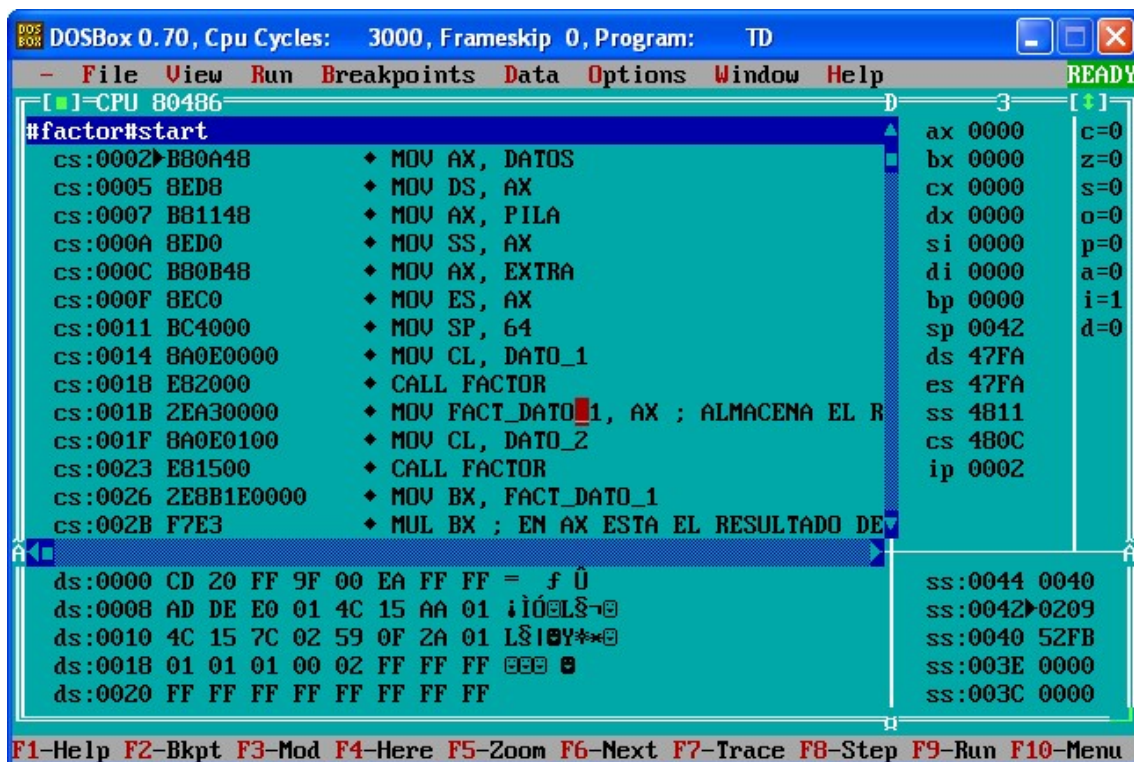 DOSBox 0.70, Cpu Cycles: 3000, Frameskip 0, Program: TD
- File View Run Breakpoints Data Options Window Help READY
[■]=CPU 80486 D 3 [↕]
#factor#start
cs:0002►B80A48 ♦ MOV AX, DATOS
cs:0005 8ED8 ♦ MOV DS, AX
cs:0007 B81148 ♦ MOV AX, PILA
cs:000A 8ED0 ♦ MOV SS, AX
cs:000C B80B48 ♦ MOV AX, EXTRA
cs:000F 8EC0 ♦ MOV ES, AX
cs:0011 BC4000 ♦ MOV SP, 64
cs:0014 8A0E0000 ♦ MOV CL, DATO_1
cs:0018 E82000 ♦ CALL FACTOR
cs:001B 2EA30000 ♦ MOV FACT_DATO_1, AX ; ALMACENA EL R
cs:001F 8A0E0100 ♦ MOV CL, DATO_2
cs:0023 E81500 ♦ CALL FACTOR
cs:0026 2E8B1E0000 ♦ MOV BX, FACT_DATO_1
cs:002B F7E3 ♦ MUL BX ; EN AX ESTA EL RESULTADO DE
ax 0000 c=0
bx 0000 z=0
cx 0000 s=0
dx 0000 o=0
si 0000 p=0
di 0000 a=0
bp 0000 i=1
sp 0042 d=0
ds 47FA
es 47FA
ss 4811
cs 480C
ip 0002
ds:0000 CD 20 FF 9F 00 EA FF FF = ƒ Û
ds:0008 AD DE E0 01 4C 15 AA 01 ¡ÌÓ☺L§¬☺
ds:0010 4C 15 7C 02 59 0F 2A 01 L§|☻Y☼*☺
ds:0018 01 01 01 00 02 FF FF FF ☺☺☺ ☻
ds:0020 FF FF FF FF FF FF FF FF
ss:0044 0040
ss:0042►0209
ss:0040 52FB
ss:003E 0000
ss:003C 0000
F1-Help F2-Bkpt F3-Mod F4-Here F5-Zoom F6-Next F7-Trace F8-Step F9-Run F10-Menu